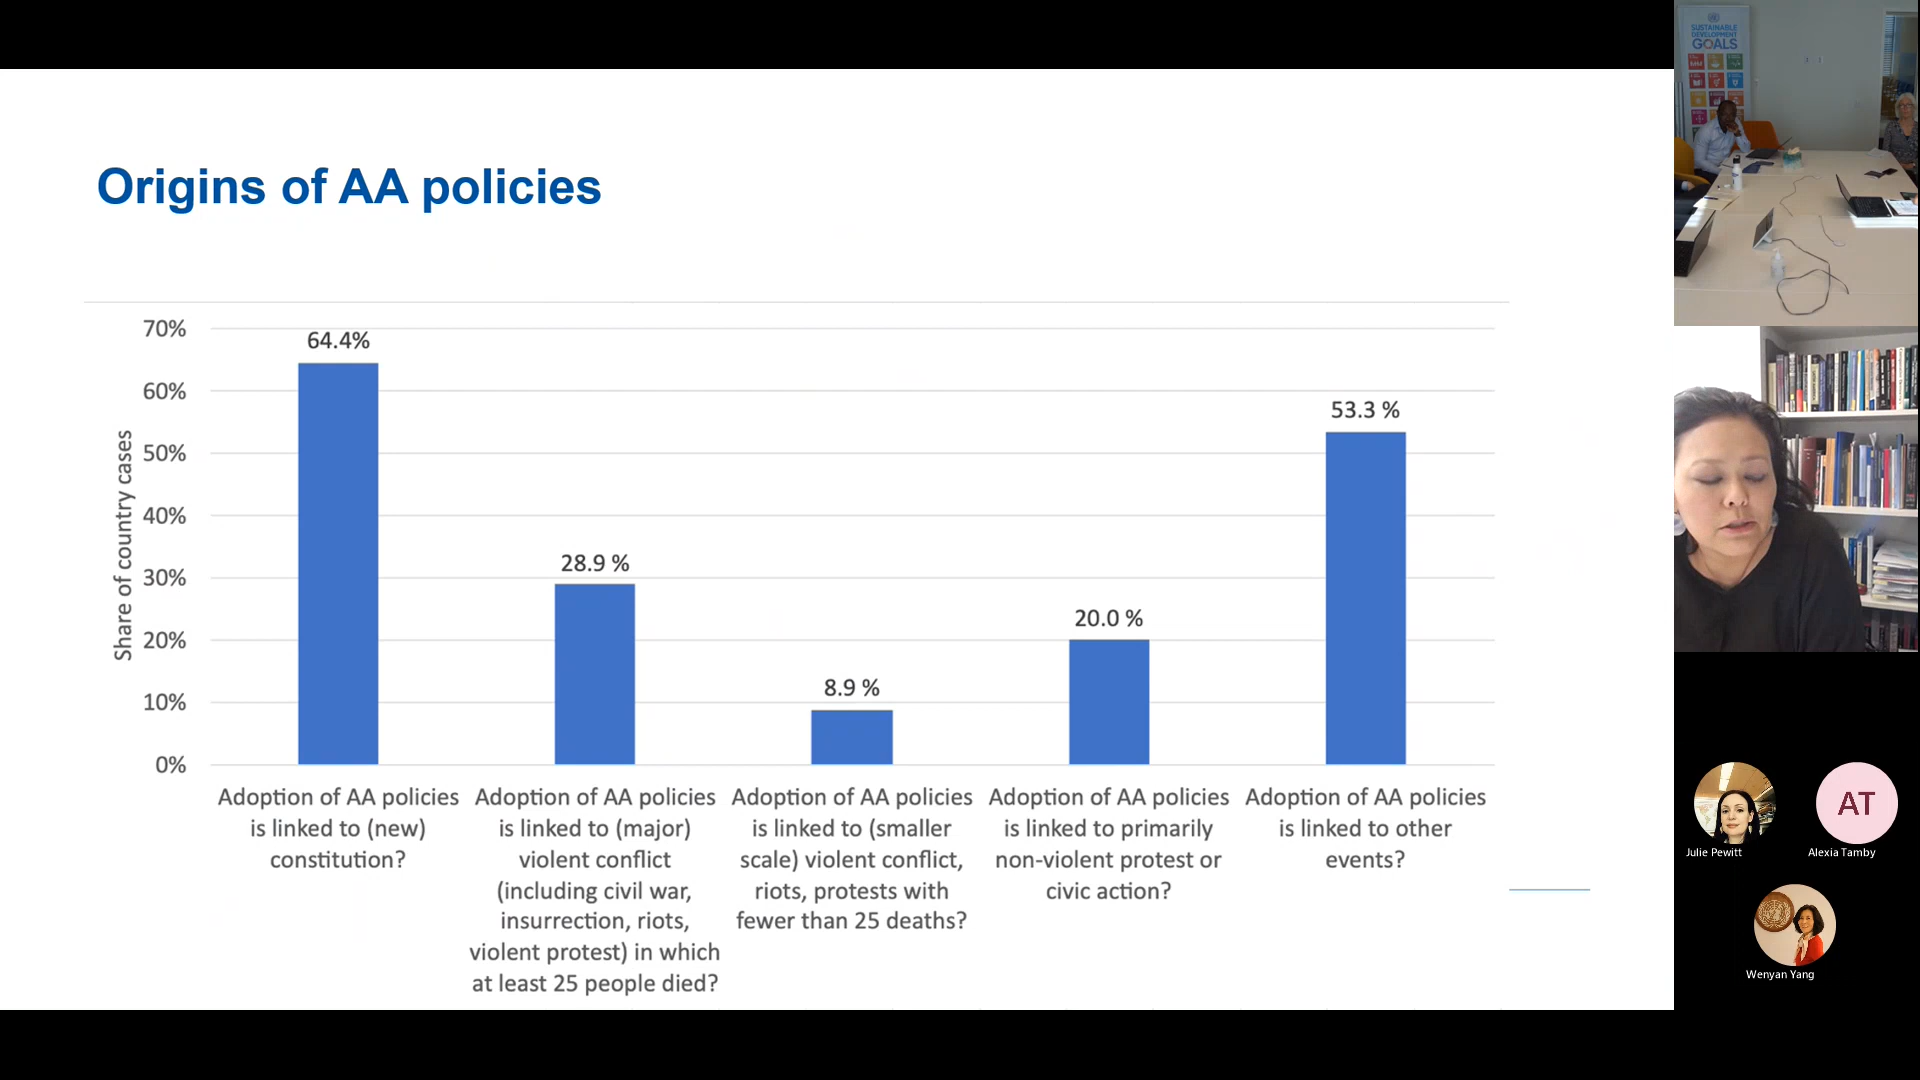 Origins of AA policies
70%
60%
50%
40%
30%
20%
10%
0%
Share of country cases
64.4%
28.9 %
8.9 %
20.0 %
53.3 %
Adoption of AA policies
is linked to (new)
constitution?
Adoption of AA policies
is linked to (major)
violent conflict
(including civil war,
insurrection, riots,
violent protest) in which
at least 25 people died?
Adoption of AA policies
is linked to (smaller
scale) violent conflict,
riots, protests with
fewer than 25 deaths?
Adoption of AA policies
is linked to primarily
non-violent protest or
civic action?
Adoption of AA policies
is linked to other
events?
SUSTAINABLE
DEVELOPMENT
GOALS
Julie Pewitt
AT
Alexia Tamby
Wenyan Yang